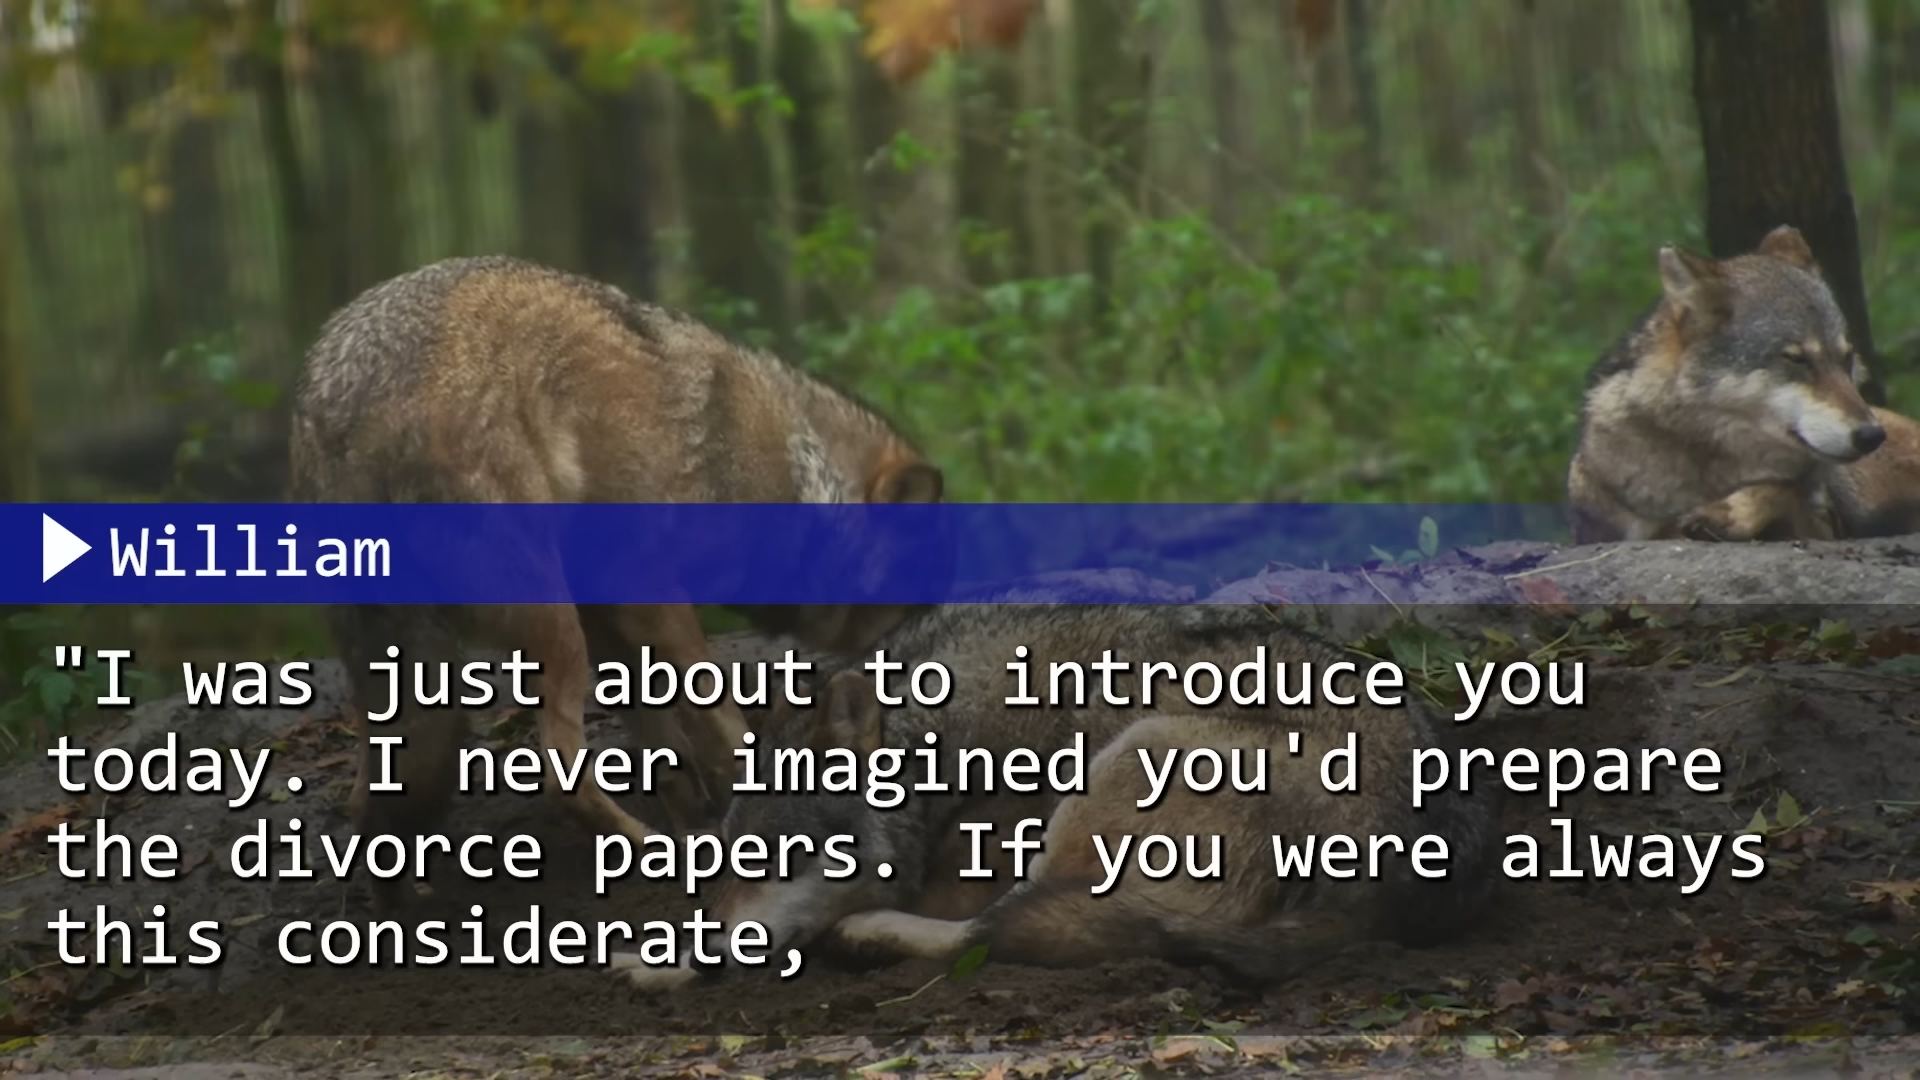 William
"I was just about to introduce you
today. I never imagined you'd prepare
the divorce papers. If you were always
this considerate,